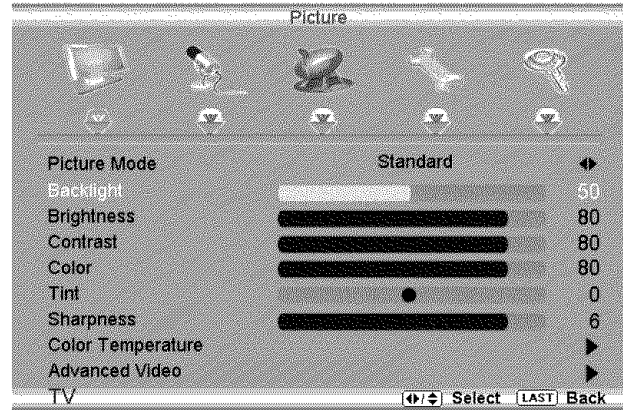 Picture
Picture Mode Standard
Backlight 50
Brightness 80
Contrast 80
Color 80
Tint 0
Sharpness 6
Color Temperature
Advanced Video
TV Select LAST Back